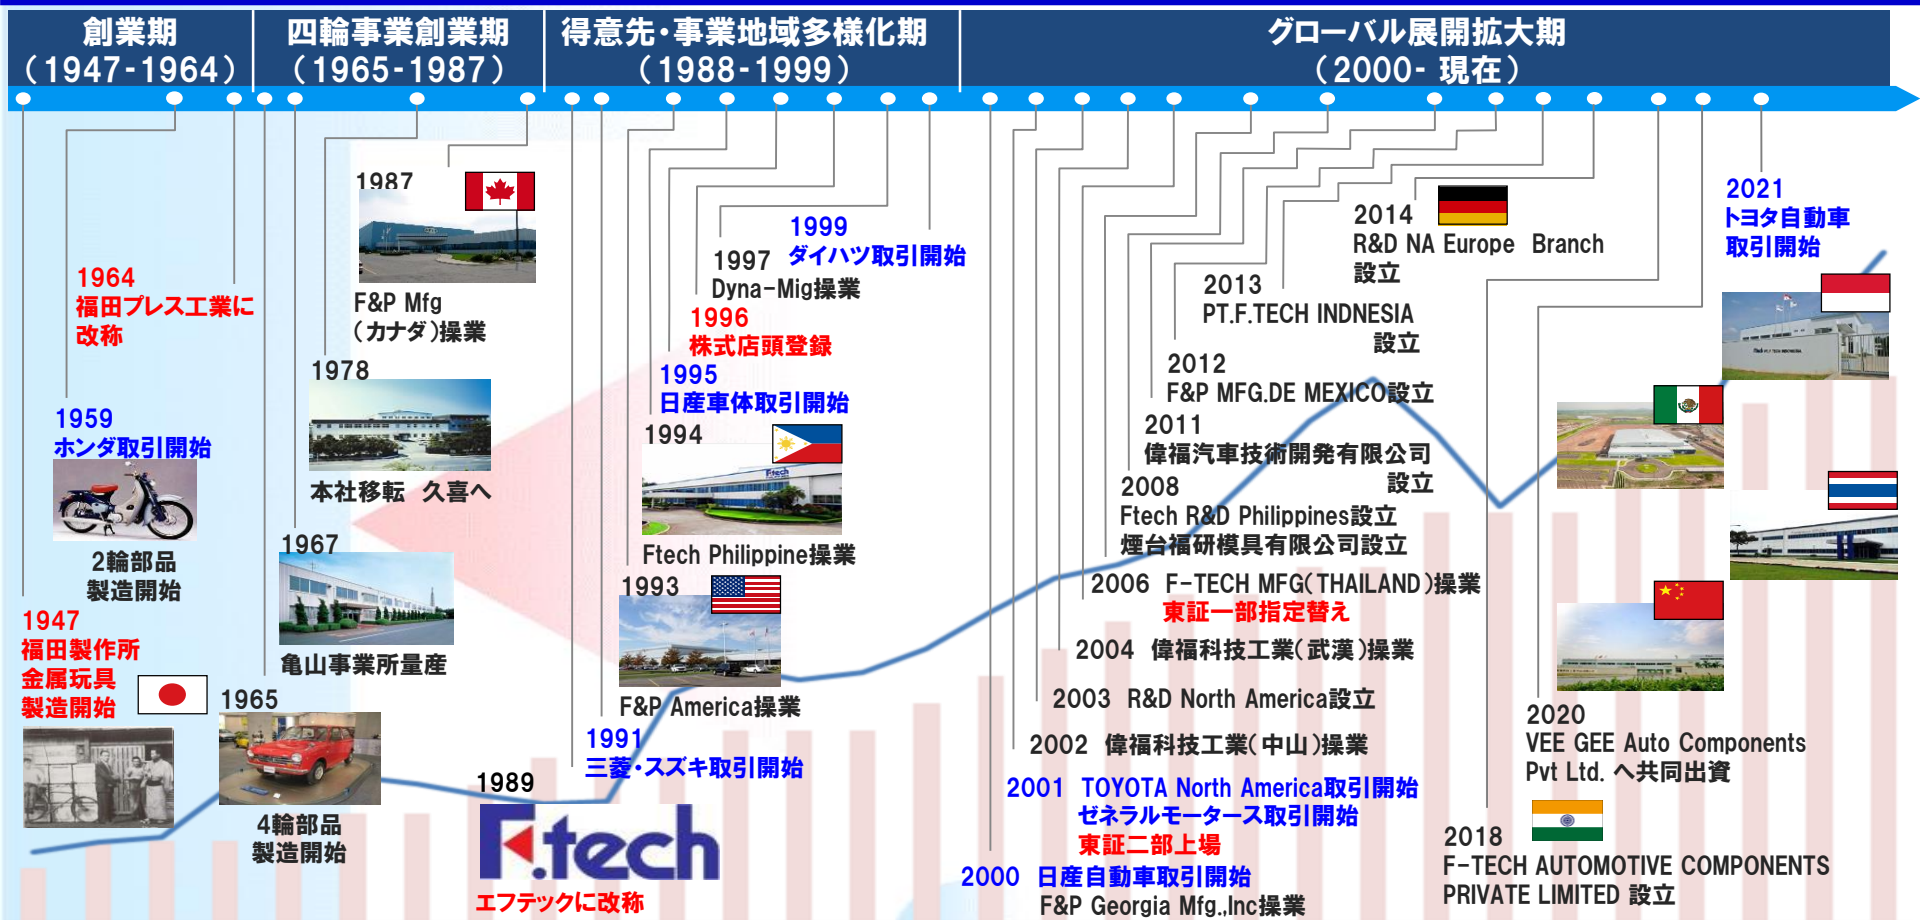 創業期
（1947-1964）
四輪事業創業期
（1965-1987）
得意先・事業地域多様化期
（1988-1999）
グローバル展開拡大期
（2000- 現在）
1947
福田製作所
金属玩具
製造開始
1959
ホンダ取引開始
2輪部品
製造開始
1964
福田プレス工業に
改称
1965
4輪部品
製造開始
1967
亀山事業所量産
1978
本社移転　久喜へ
1987
F&P Mfg
（カナダ）操業
1989
F.tech
エフテックに改称
1991
三菱・スズキ取引開始
1993
F&P America操業
1994
Ftech
Ftech Philippine操業
1995
日産車体取引開始
1996
株式店頭登録
1997
Dyna-Mig操業
1999
ダイハツ取引開始
2000 日産自動車取引開始
F&P Georgia Mfg.,Inc操業
2001 TOYOTA North America取引開始
ゼネラルモータース取引開始
東証二部上場
2002 偉福科技工業（中山）操業
2003 R&D North America設立
2004 偉福科技工業（武漢）操業
2006 F-TECH MFG（THAILAND）操業
東証一部指定替え
2008
Ftech R&D Philippines設立
煙台福研模具有限公司設立
2011
偉福汽車技術開発有限公司
設立
2012
F&P MFG.DE MEXICO設立
2013
PT.F.TECH INDNESIA
設立
2014
R&D NA Europe Branch
設立
2018
F-TECH AUTOMOTIVE COMPONENTS
PRIVATE LIMITED 設立
2020
VEE GEE Auto Components
Pvt Ltd. へ共同出資
2021
トヨタ自動車
取引開始